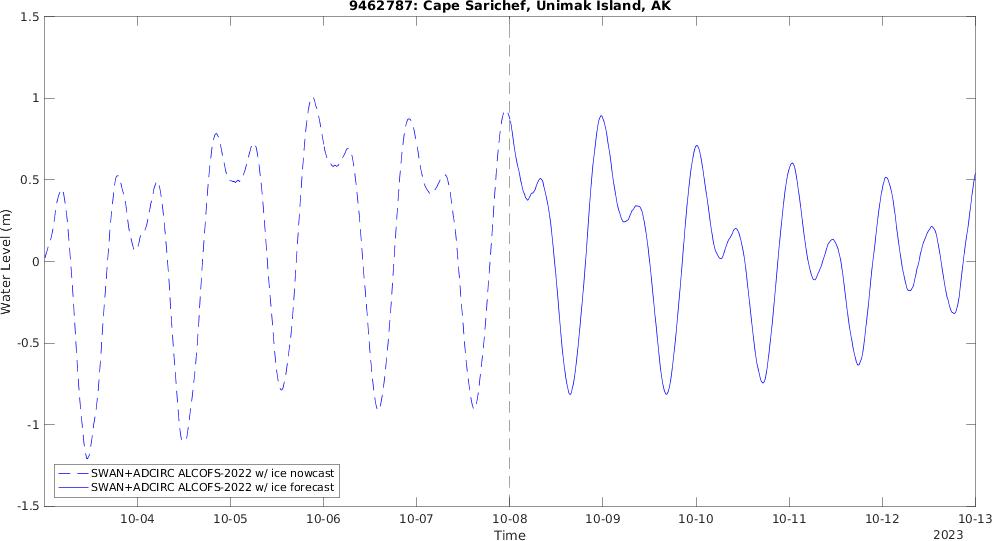 9462787: Cape Sarichef, Unimak Island, AK
1.5
1
0.5
0
-0.5
-1
-1.5
Water Level (m)
SWAN+ADCIRC ALCOFS-2022 w/ ice nowcast
SWAN+ADCIRC ALCOFS-2022 w/ ice forecast
10-04 10-05 10-06 10-07 10-08 10-09 10-10 10-11 10-12 10-13
Time
2023